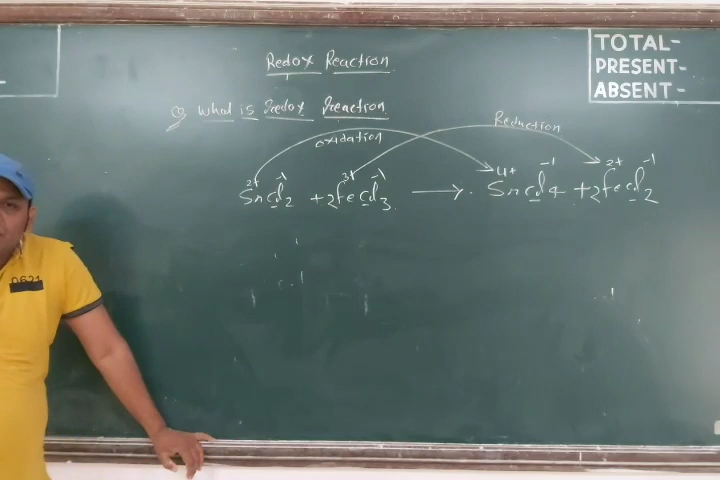 TOTAL-
PRESENT-
ABSENT-
Redox Reaction
Q What is Redox Reaction
oxidation
Reduction
2+ -1 3+ -1 4+ -1 2+ -1
SnCl2 + 2FeCl3 → SnCl4 + 2FeCl2
0621